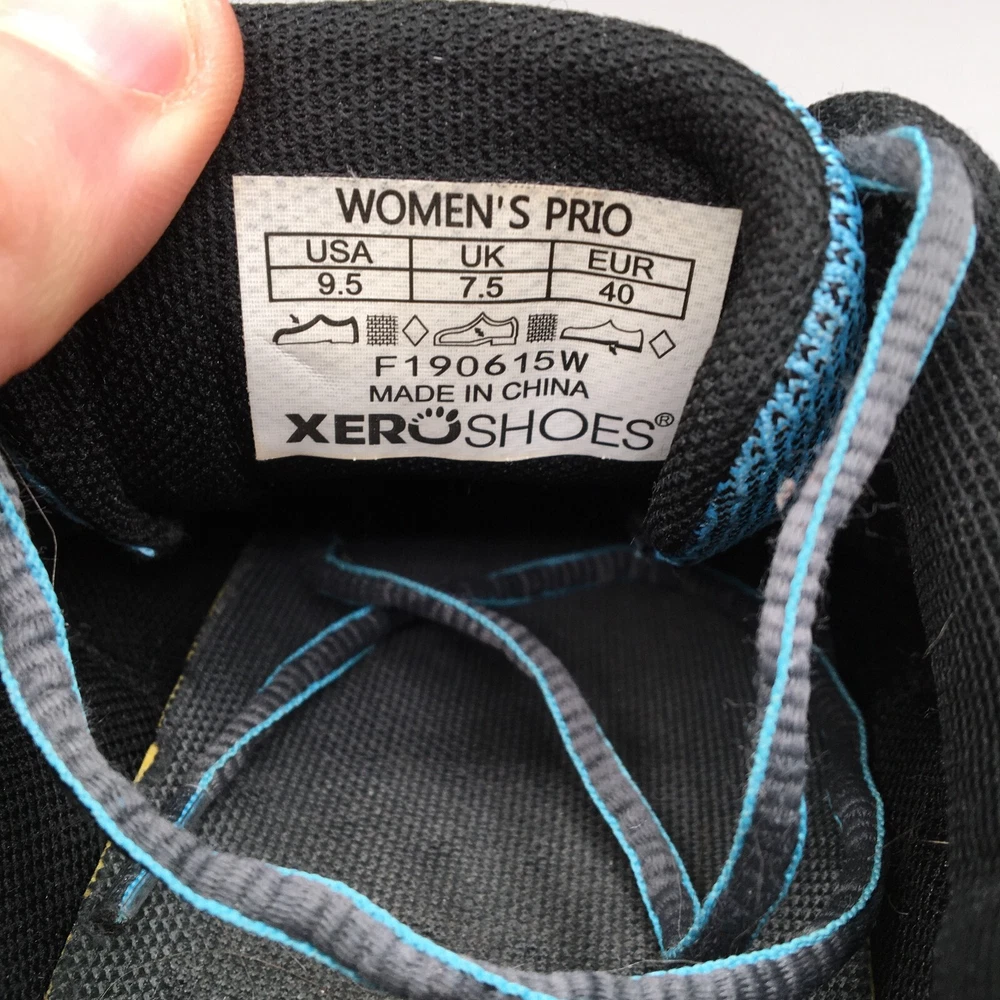 WOMEN'S PRIO
USA UK EUR
9.5 7.5 40
F190615W
MADE IN CHINA
XEROSHOES®